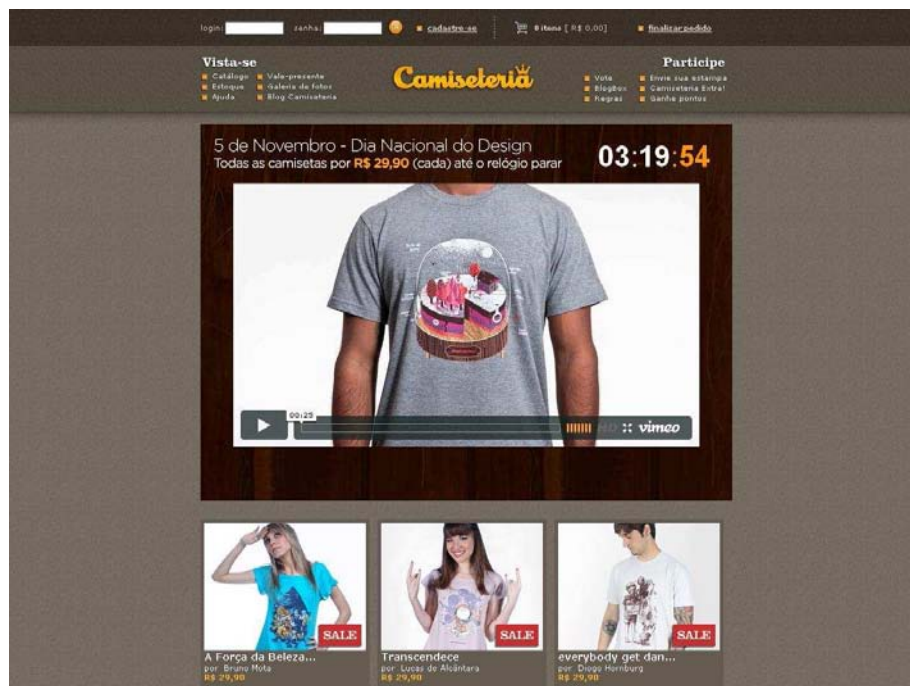 login: senha: cadastre-se 0 itens [ R$ 0,00] finalizar pedido
Vista-se
Catálogo Vale-presente
Estoque Galeria de fotos
Ajuda Blog Camiseteria
Camiseteria
Participe
Vote Envie sua estampa
BlogBox Camiseteria Extra!
Regras Ganhe pontos
5 de Novembro - Dia Nacional do Design
Todas as camisetas por R$ 29,90 (cada) até o relógio parar
03:19:54
00:25
HD vimeo
SALE
A Força da Beleza...
por Bruno Mota
R$ 29,90
SALE
Transcendece
por Lucas de Alcântara
R$ 29,90
SALE
everybody get dan...
por Diogo Hornburg
R$ 29,90